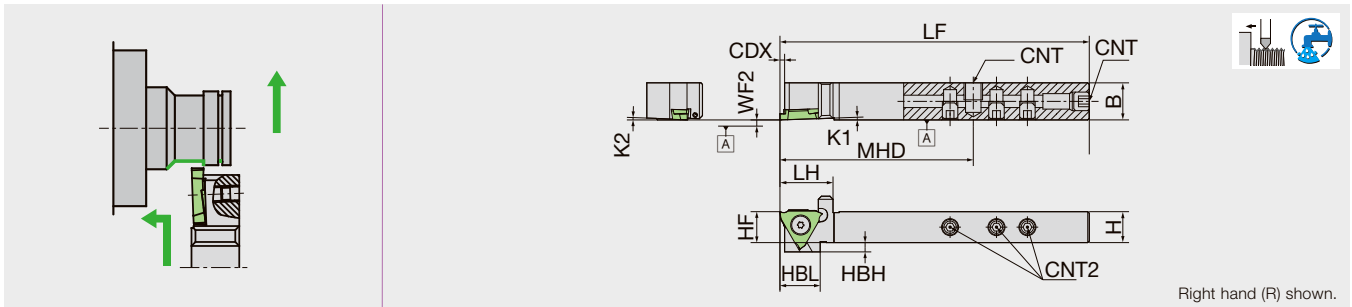 LF
CDX
CNT
CNT
WF2
B
K2
A
K1
A
MHD
LH
HF
H
HBL
HBH
CNT2
Right hand (R) shown.